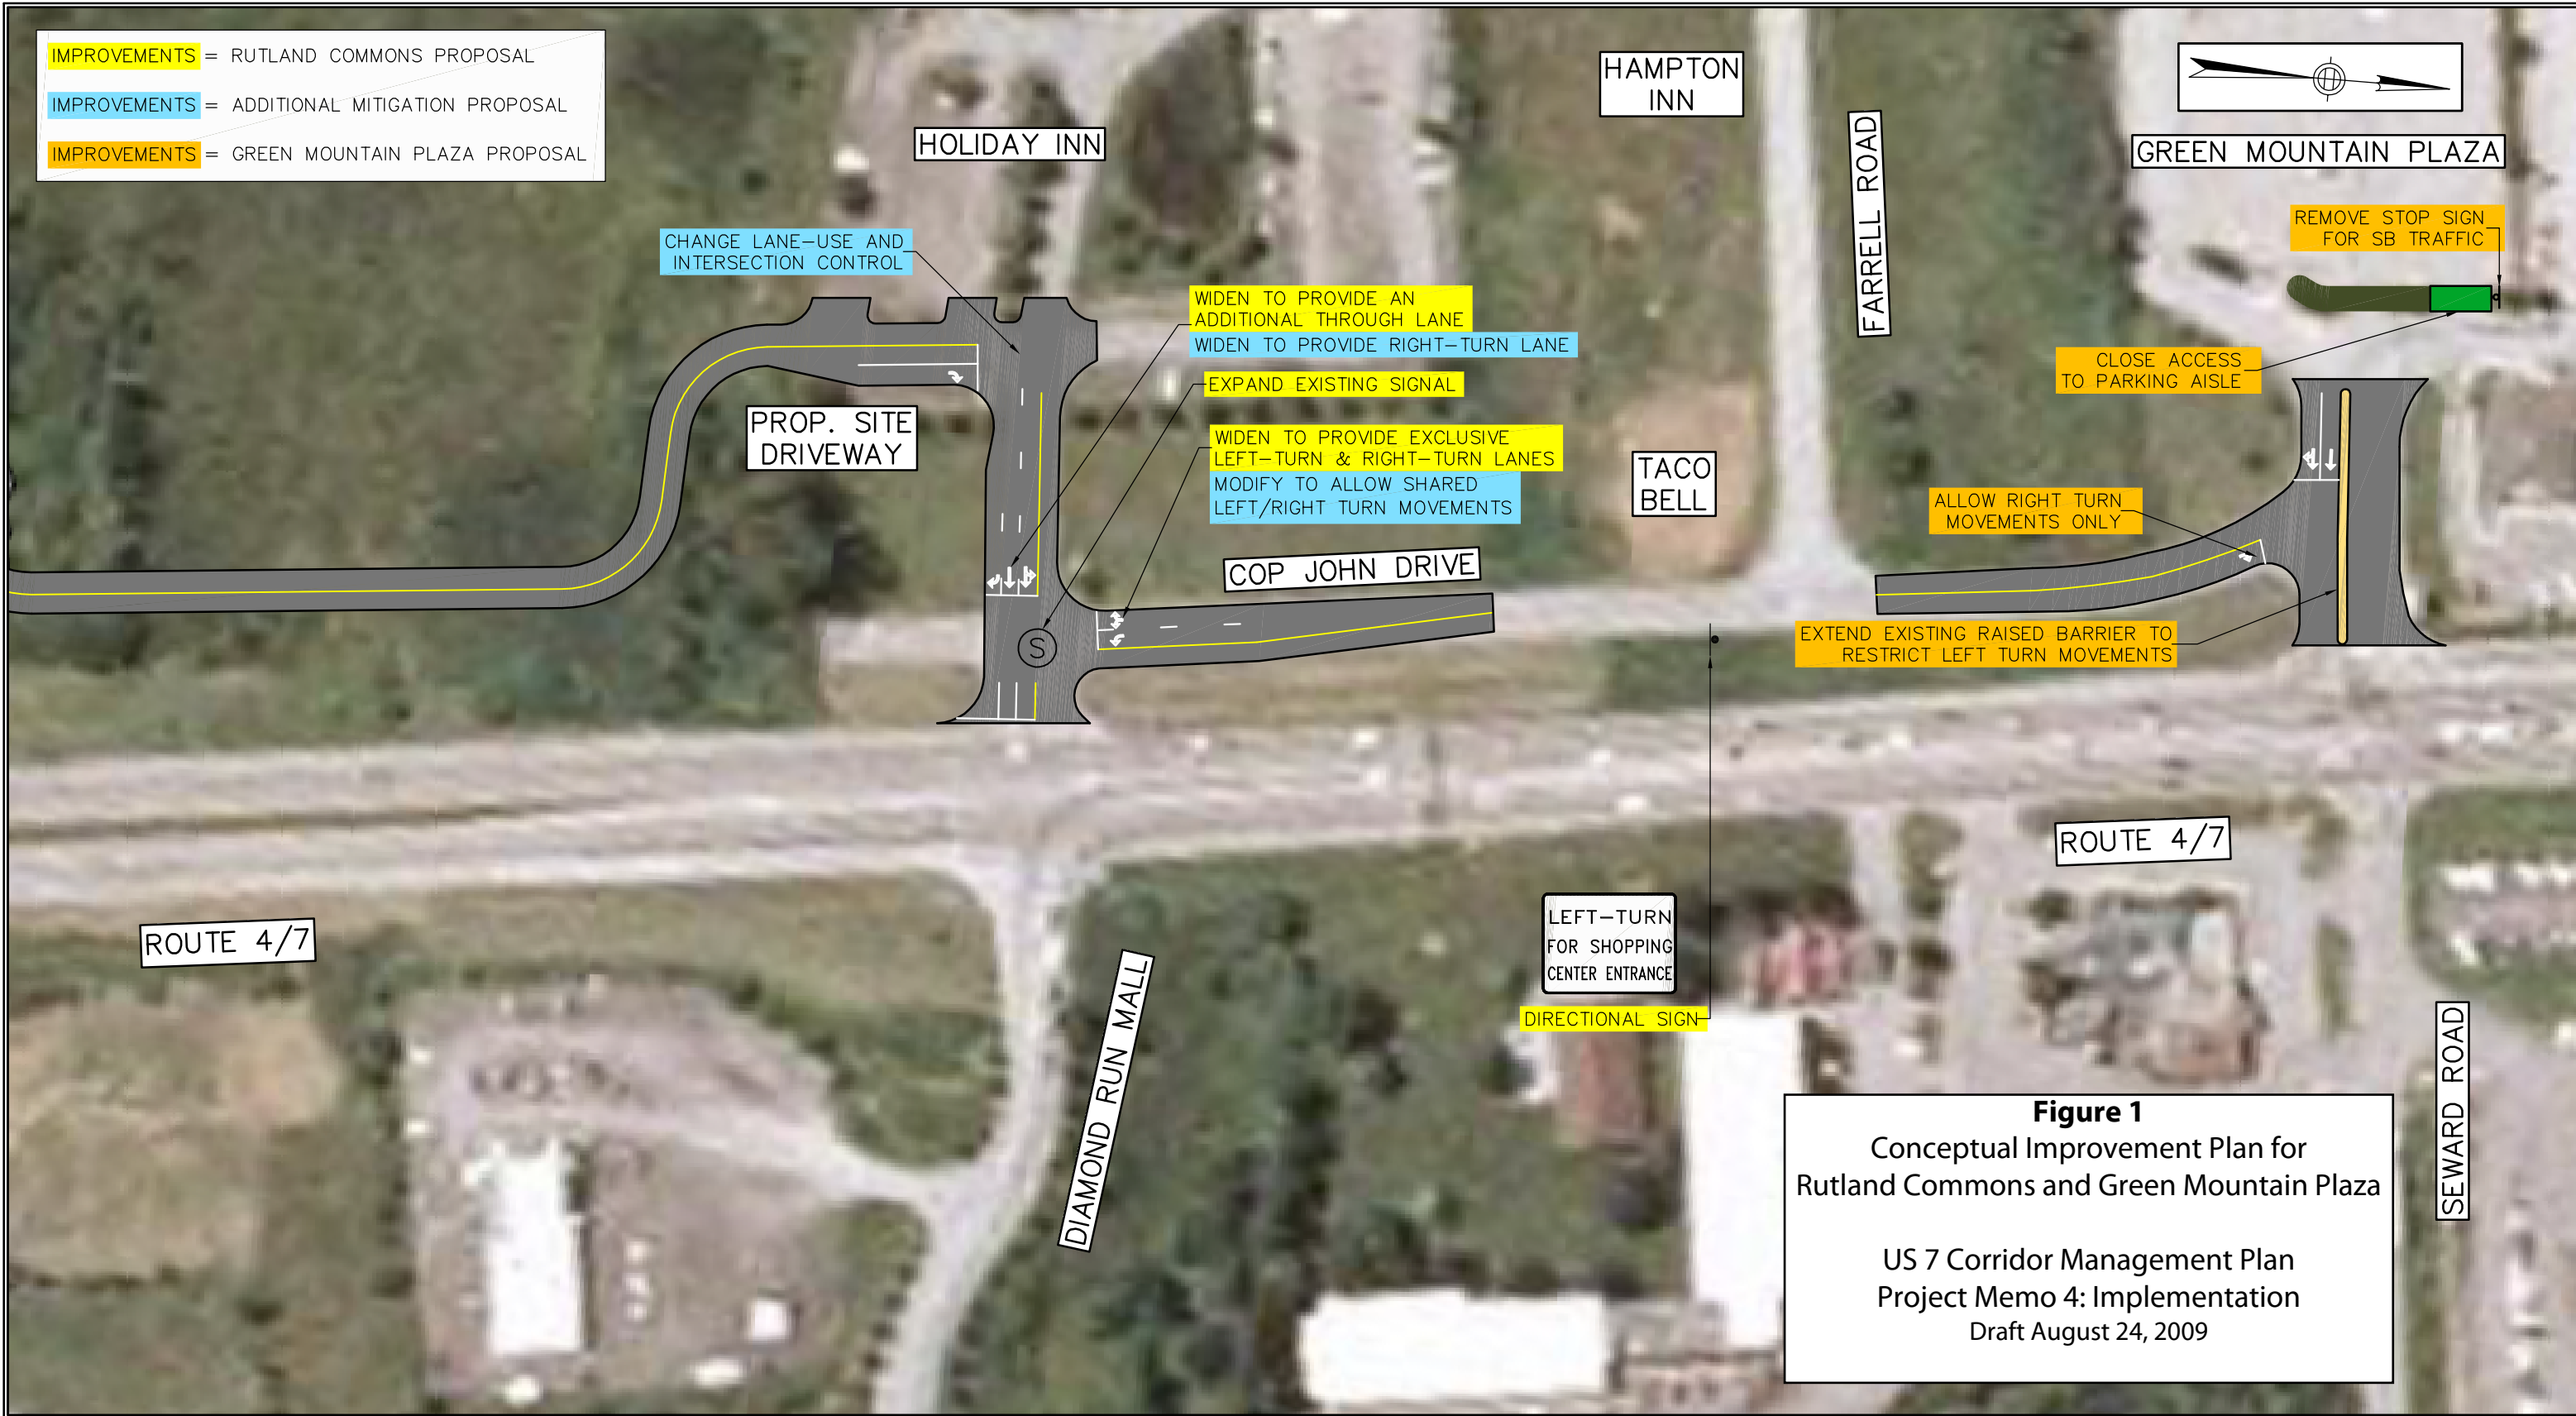 IMPROVEMENTS = RUTLAND COMMONS PROPOSAL
IMPROVEMENTS = ADDITIONAL MITIGATION PROPOSAL
IMPROVEMENTS = GREEN MOUNTAIN PLAZA PROPOSAL
HOLIDAY INN
HAMPTON
INN
FARRELL ROAD
GREEN MOUNTAIN PLAZA
REMOVE STOP SIGN
FOR SB TRAFFIC
CHANGE LANE-USE AND
INTERSECTION CONTROL
WIDEN TO PROVIDE AN
ADDITIONAL THROUGH LANE
WIDEN TO PROVIDE RIGHT-TURN LANE
EXPAND EXISTING SIGNAL
CLOSE ACCESS
TO PARKING AISLE
PROP. SITE
DRIVEWAY
WIDEN TO PROVIDE EXCLUSIVE
LEFT-TURN & RIGHT-TURN LANES
MODIFY TO ALLOW SHARED
LEFT/RIGHT TURN MOVEMENTS
TACO
BELL
ALLOW RIGHT TURN
MOVEMENTS ONLY
COP JOHN DRIVE
S
EXTEND EXISTING RAISED BARRIER TO
RESTRICT LEFT TURN MOVEMENTS
ROUTE 4/7
ROUTE 4/7
LEFT-TURN
FOR SHOPPING
CENTER ENTRANCE
DIRECTIONAL SIGN
DIAMOND RUN MALL
SEWARD ROAD
Figure 1
Conceptual Improvement Plan for
Rutland Commons and Green Mountain Plaza
US 7 Corridor Management Plan
Project Memo 4: Implementation
Draft August 24, 2009